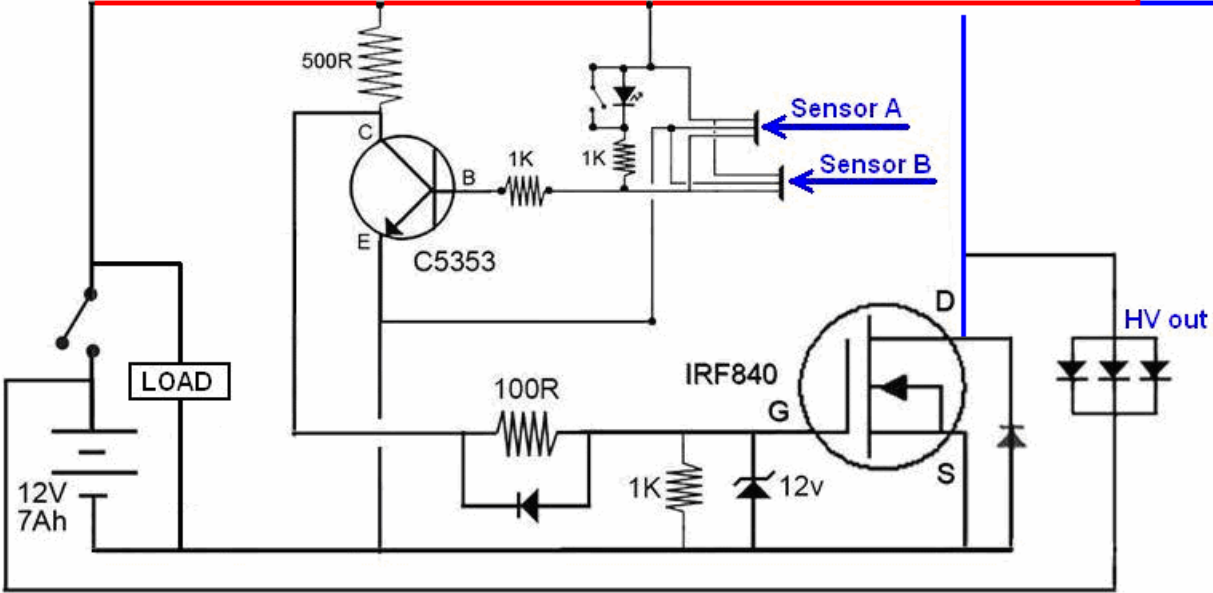 500R
C
B
E
C5353
1K
1K
Sensor A
Sensor B
D
HV out
IRF840
G
S
LOAD
100R
1K
12v
12V
7Ah